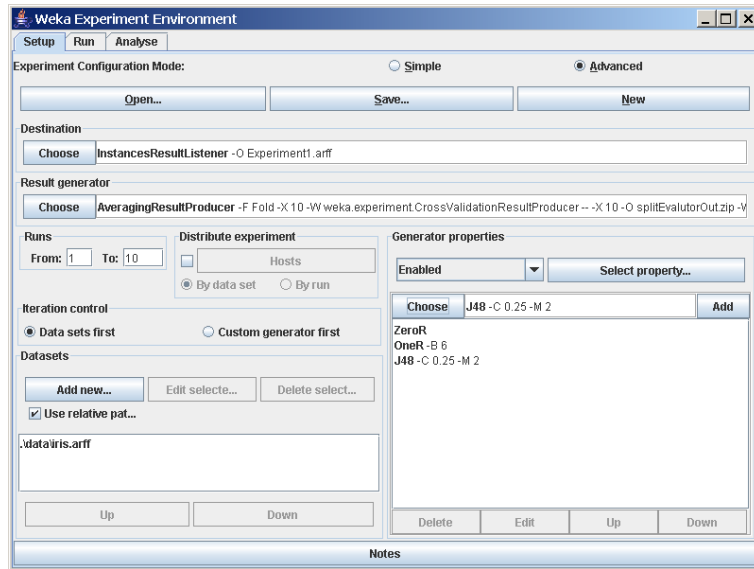 Weka Experiment Environment
Setup Run Analyse
Experiment Configuration Mode: Simple Advanced
Open... Save... New
Destination
Choose InstancesResultListener -O Experiment1.arff
Result generator
Choose AveragingResultProducer -F Fold -X 10 -W weka.experiment.CrossValidationResultProducer -- -X 10 -O splitEvalutorOut.zip -W
Runs
From: 1 To: 10
Distribute experiment
Hosts
By data set By run
Generator properties
Enabled Select property...
Choose J48 -C 0.25 -M 2 Add
ZeroR
OneR -B 6
J48 -C 0.25 -M 2
Iteration control
Data sets first Custom generator first
Datasets
Add new... Edit selecte... Delete select...
Use relative pat...
.\data\iris.arff
Up Down
Delete Edit Up Down
Notes